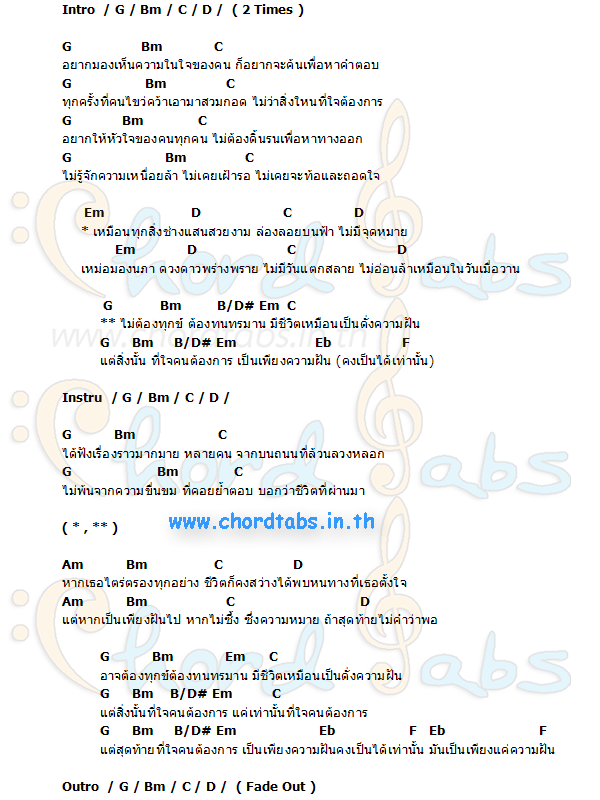 Intro / G / Bm / C / D / ( 2 Times )
G Bm C
อยากมองเห็นความในใจของคน ก็อยากจะค้นเพื่อหาคำตอบ
G Bm C
ทุกครั้งที่คนไขว่คว้าเอามาสวมกอด ไม่ว่าสิ่งไหนที่ใจต้องการ
G Bm C
อยากให้หัวใจของคนทุกคน ไม่ต้องดิ้นรนเพื่อหาทางออก
G Bm C
ไม่รู้จักความเหนื่อยล้า ไม่เคยเฝ้ารอ ไม่เคยจะท้อและถอดใจ
Em D C D
* เหมือนทุกสิ่งช่างแสนสวยงาม ล่องลอยบนฟ้า ไม่มีจุดหมาย
Em D C D
เหม่อมองนภา ดวงดาวพร่างพราย ไม่มีวันแตกสลาย ไม่อ่อนล้าเหมือนในวันเมื่อวาน
G Bm B/D# Em C
** ไม่ต้องทุกข์ ต้องทนทรมาน มีชีวิตเหมือนเป็นดั่งความฝัน
www.chordtabs.in.th
G Bm B/D# Em Eb F
แต่สิ่งนั้น ที่ใจคนต้องการ เป็นเพียงความฝัน (คงเป็นได้เท่านั้น)
Instru / G / Bm / C / D /
G Bm C
ได้ฟังเรื่องราวมากมาย หลายคน จากบนถนนที่ล้วนลวงหลอก
G Bm C
ไม่พ้นจากความขื่นขม ที่คอยย้ำตอบ บอกว่าชีวิตที่ผ่านมา
( * , ** )
www.chordtabs.in.th
Am Bm C D
หากเธอไตร่ตรองทุกอย่าง ชีวิตก็คงสว่างได้พบหนทางที่เธอตั้งใจ
Am Bm C D
แต่หากเป็นเพียงฝันไป หากไม่ซึ้ง ซึ่งความหมาย ถ้าสุดท้ายไม่คำว่าพอ
G Bm Em C
อาจต้องทุกข์ต้องทนทรมาน มีชีวิตเหมือนเป็นดั่งความฝัน
G Bm B/D# Em C
แต่สิ่งนั้นที่ใจคนต้องการ แค่เท่านั้นที่ใจคนต้องการ
G Bm B/D# Em Eb F Eb F
แต่สุดท้ายที่ใจคนต้องการ เป็นเพียงความฝันคงเป็นได้เท่านั้น มันเป็นเพียงแค่ความฝัน
Outro / G / Bm / C / D / ( Fade Out )